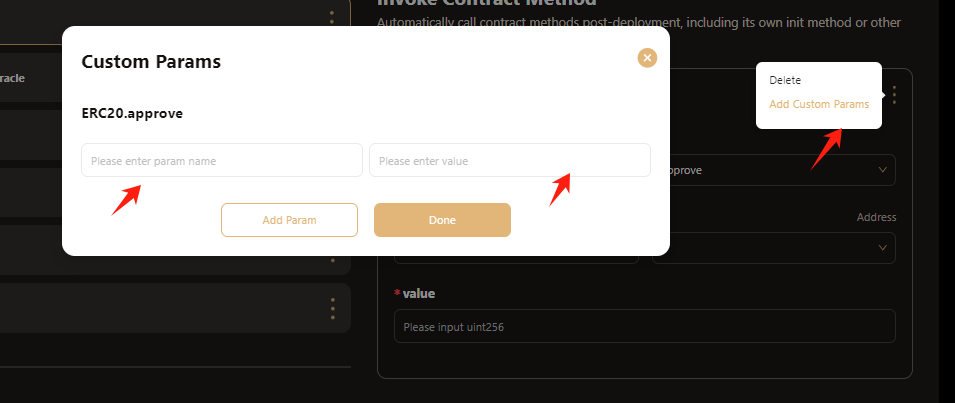 Invoke Contract Method
Automatically call contract methods post-deployment, including its own init method or other
racle
Custom Params
ERC20.approve
Please enter param name
Please enter value
Add Param
Done
Delete
Add Custom Params
pprove
Address
* value
Please input uint256